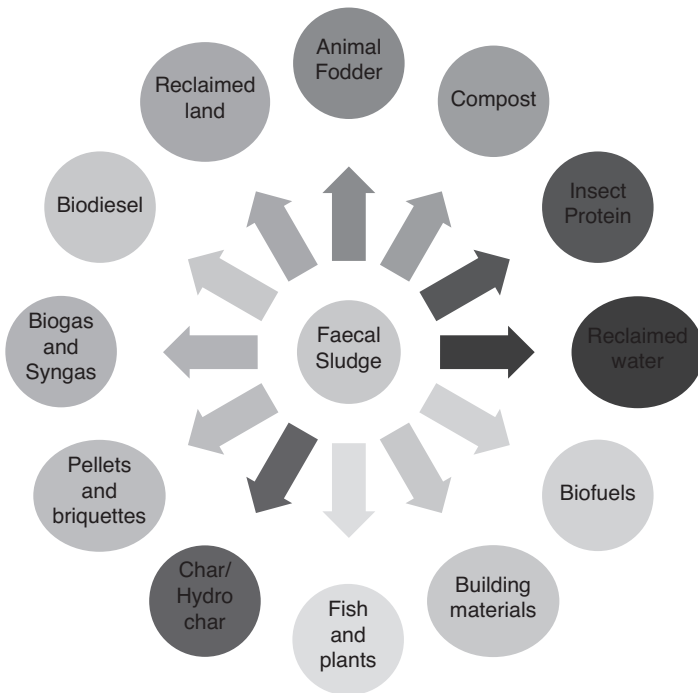 Animal
Fodder
Compost
Insect
Protein
Reclaimed
water
Biofuels
Building
materials
Fish
and
plants
Char/
Hydro
char
Pellets
and
briquettes
Biogas
and
Syngas
Biodiesel
Reclaimed
land
Faecal
Sludge